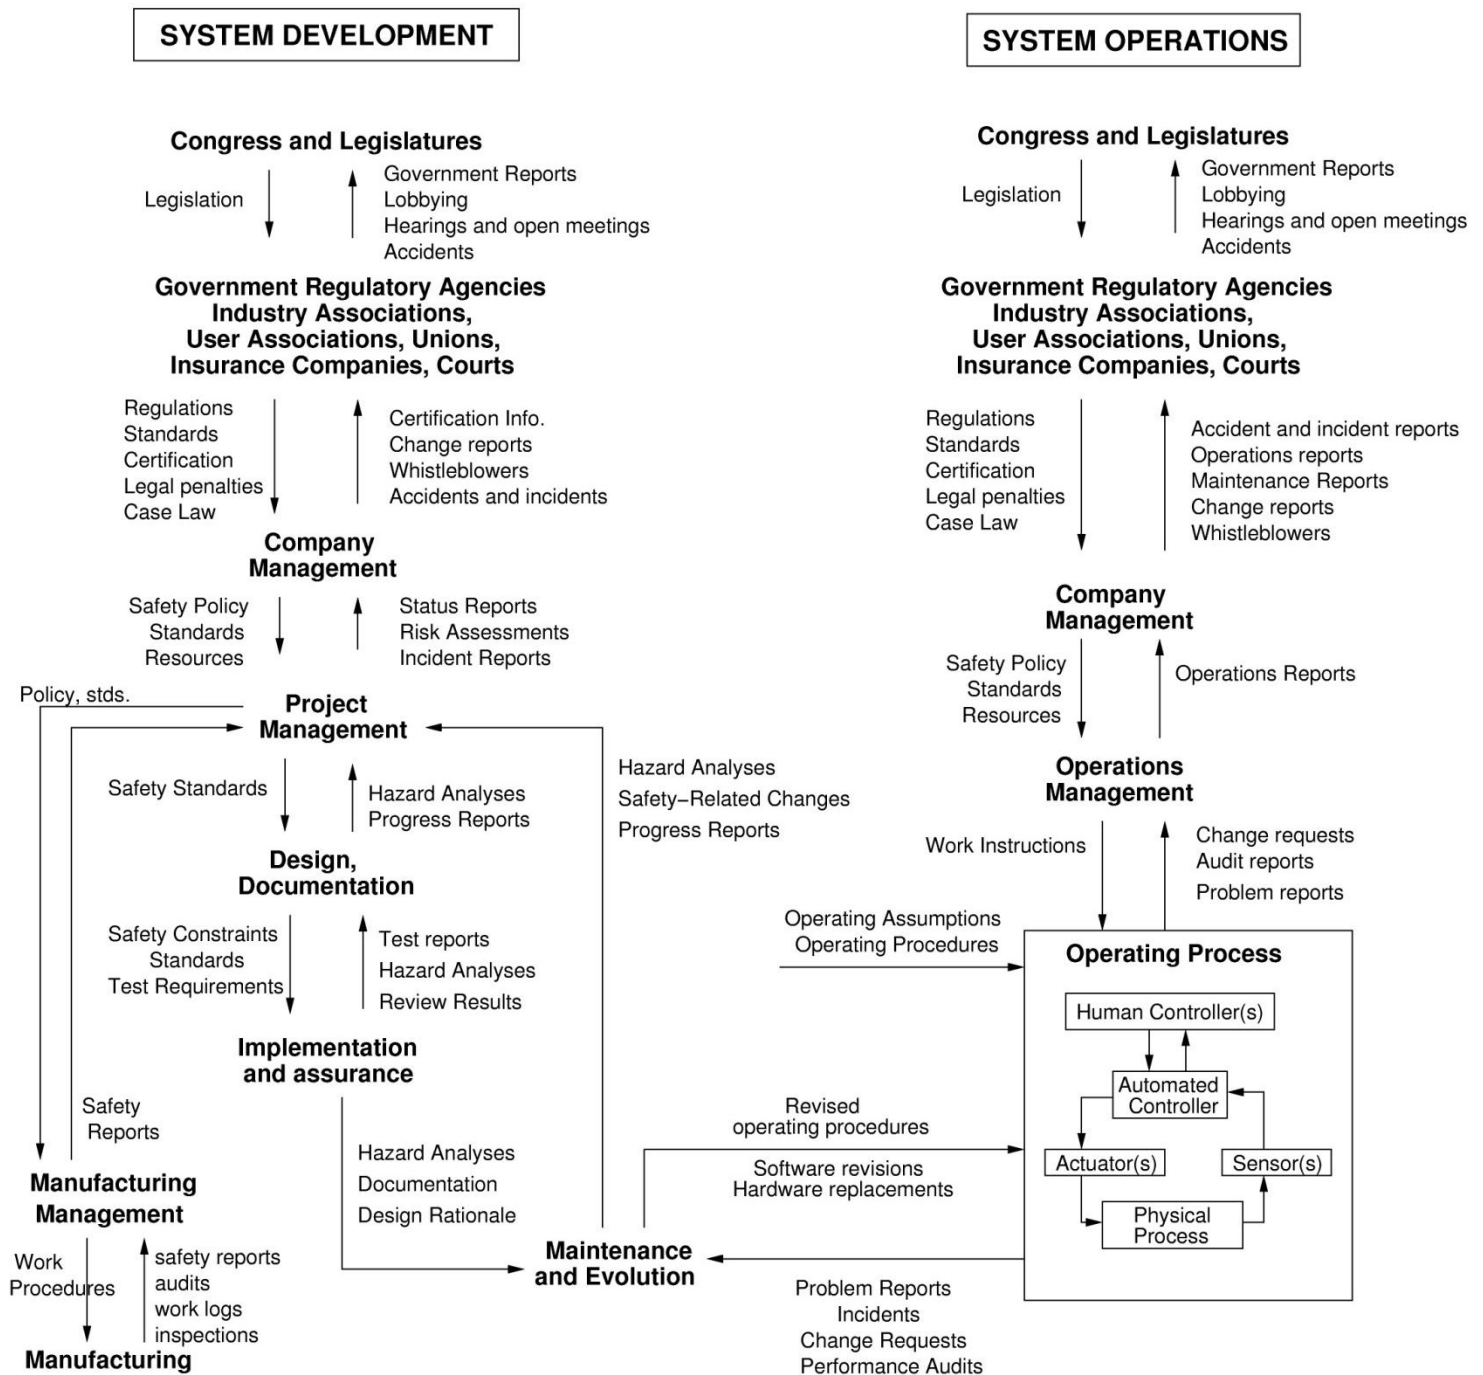 SYSTEM DEVELOPMENT
Congress and Legislatures
Legislation
Government Reports
Lobbying
Hearings and open meetings
Accidents
Government Regulatory Agencies
Industry Associations,
User Associations, Unions,
Insurance Companies, Courts
Regulations
Standards
Certification
Legal penalties
Case Law
Certification Info.
Change reports
Whistleblowers
Accidents and incidents
Company
Management
Safety Policy
Standards
Resources
Status Reports
Risk Assessments
Incident Reports
Policy, stds.
Project
Management
Safety Standards
Hazard Analyses
Progress Reports
Hazard Analyses
Safety–Related Changes
Progress Reports
Design,
Documentation
Safety Constraints
Standards
Test Requirements
Test reports
Hazard Analyses
Review Results
Implementation
and assurance
Safety
Reports
Hazard Analyses
Documentation
Design Rationale
Manufacturing
Management
Work
Procedures
safety reports
audits
work logs
inspections
Manufacturing
Maintenance
and Evolution
SYSTEM OPERATIONS
Congress and Legislatures
Legislation
Government Reports
Lobbying
Hearings and open meetings
Accidents
Government Regulatory Agencies
Industry Associations,
User Associations, Unions,
Insurance Companies, Courts
Regulations
Standards
Certification
Legal penalties
Case Law
Accident and incident reports
Operations reports
Maintenance Reports
Change reports
Whistleblowers
Company
Management
Safety Policy
Standards
Resources
Operations Reports
Operations
Management
Work Instructions
Change requests
Audit reports
Problem reports
Operating Assumptions
Operating Procedures
Operating Process
Human Controller(s)
Automated
Controller
Actuator(s)
Sensor(s)
Physical
Process
Revised
operating procedures
Software revisions
Hardware replacements
Problem Reports
Incidents
Change Requests
Performance Audits